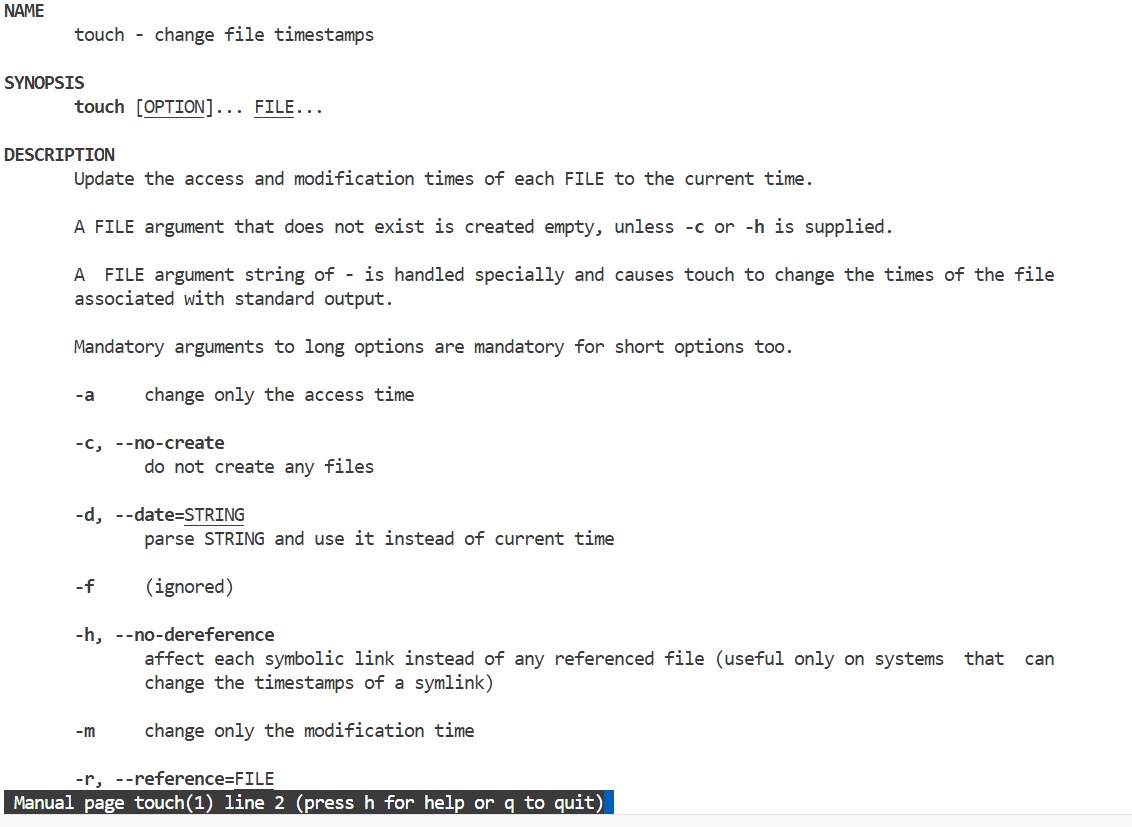 NAME
touch - change file timestamps
SYNOPSIS
touch [OPTION]... FILE...
DESCRIPTION
Update the access and modification times of each FILE to the current time.
A FILE argument that does not exist is created empty, unless -c or -h is supplied.
A  FILE argument string of - is handled specially and causes touch to change the times of the file
associated with standard output.
Mandatory arguments to long options are mandatory for short options too.
-a     change only the access time
-c, --no-create
do not create any files
-d, --date=STRING
parse STRING and use it instead of current time
-f     (ignored)
-h, --no-dereference
affect each symbolic link instead of any referenced file (useful only on systems  that  can
change the timestamps of a symlink)
-m     change only the modification time
-r, --reference=FILE
Manual page touch(1) line 2 (press h for help or q to quit)